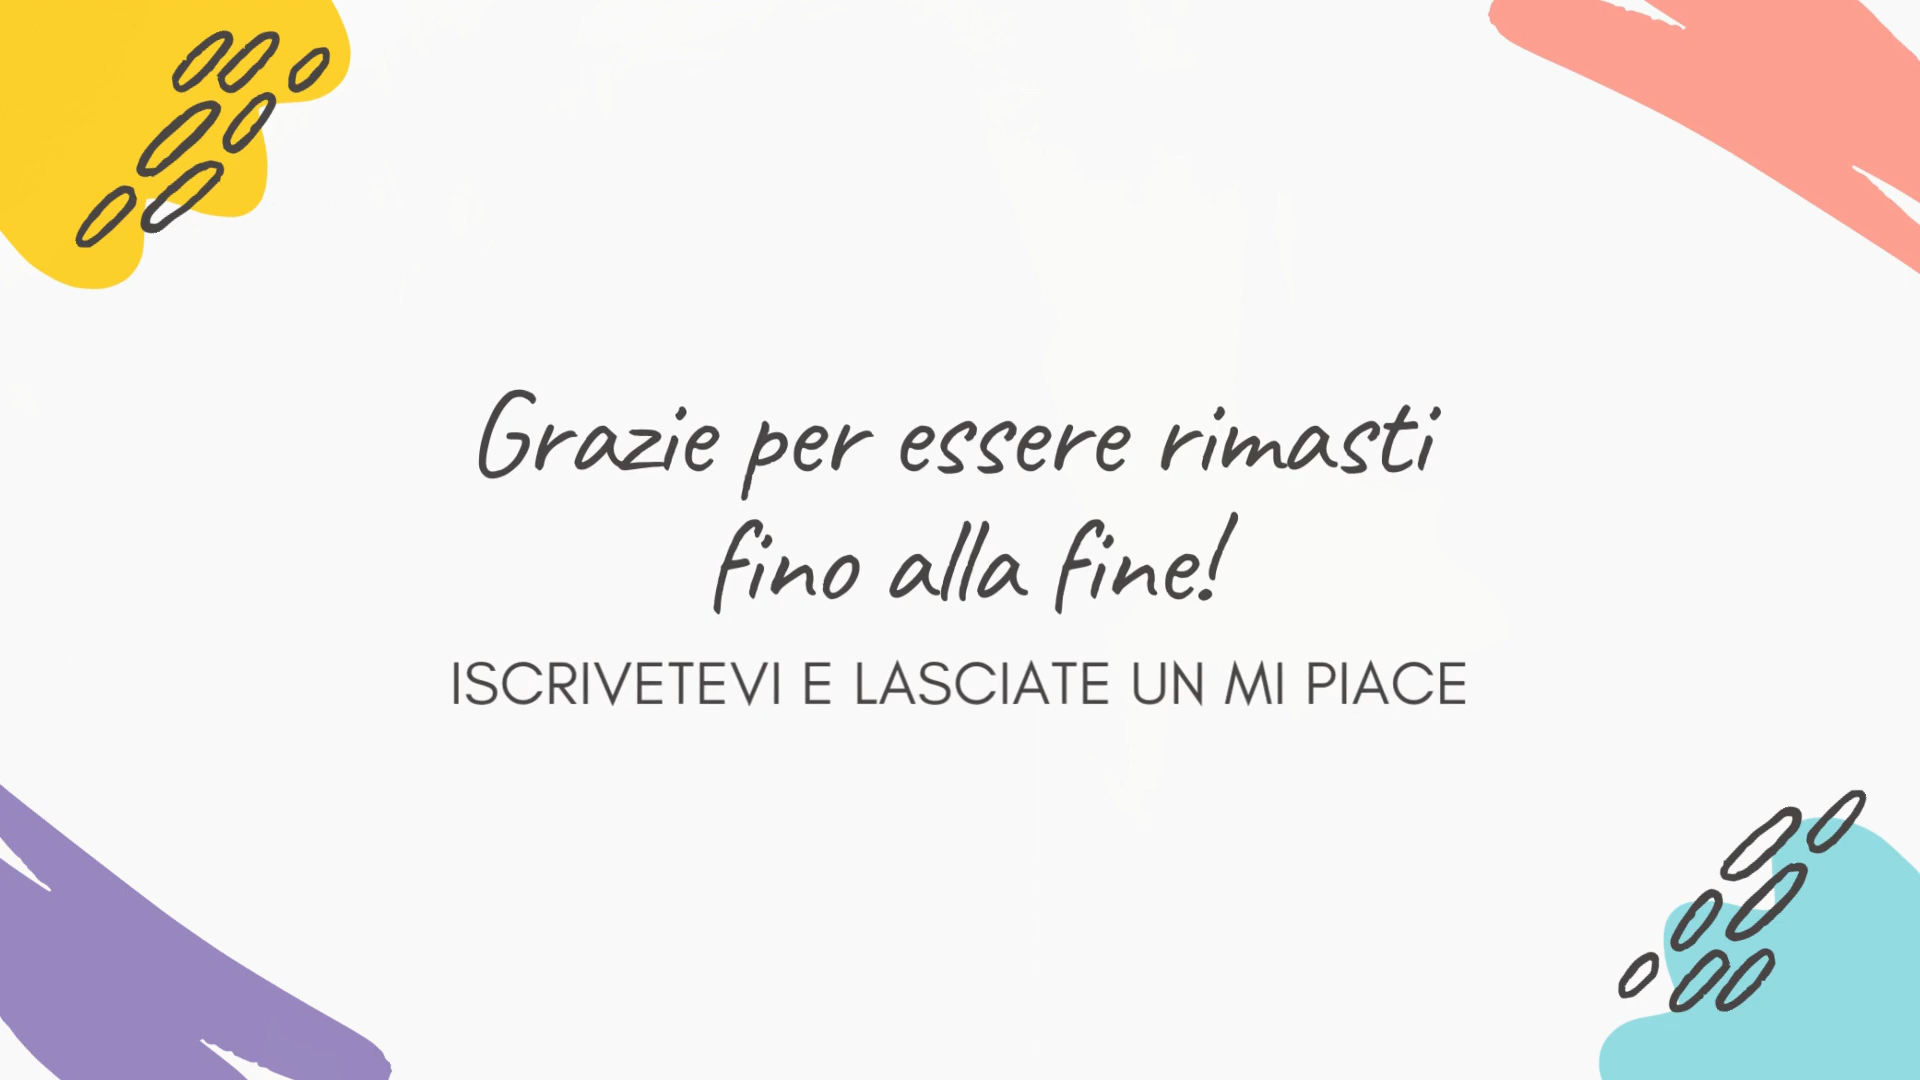 Grazie per essere rimasti
fino alla fine!
ISCRIVETEVI E LASCIATE UN MI PIACE